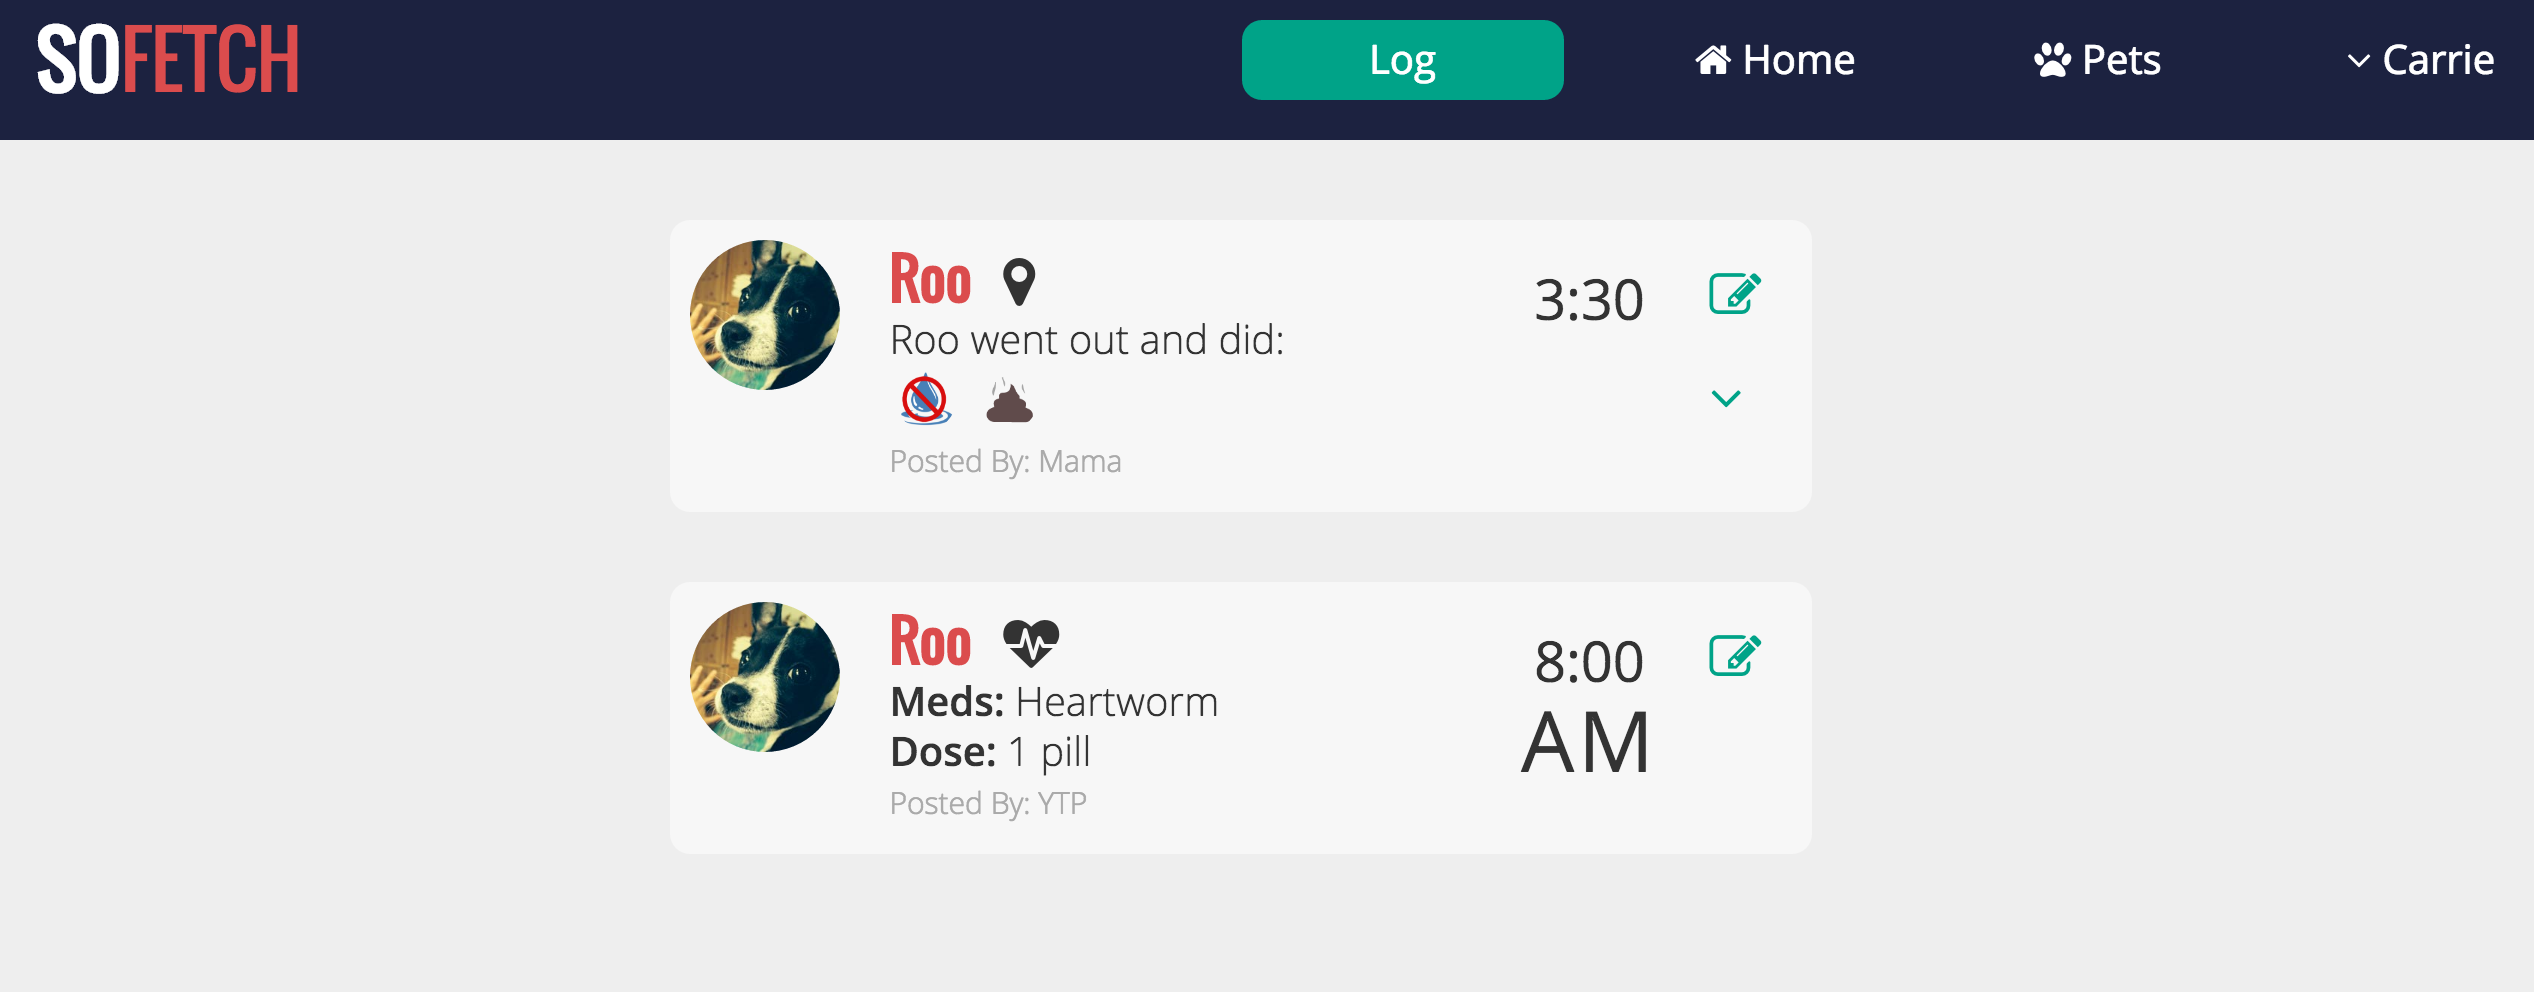 SOFETCH
Log
Home
Pets
Carrie
Roo
Roo went out and did:
Posted By: Mama
3:30
Roo
Meds: Heartworm
Dose: 1 pill
Posted By: YTP
8:00
AM